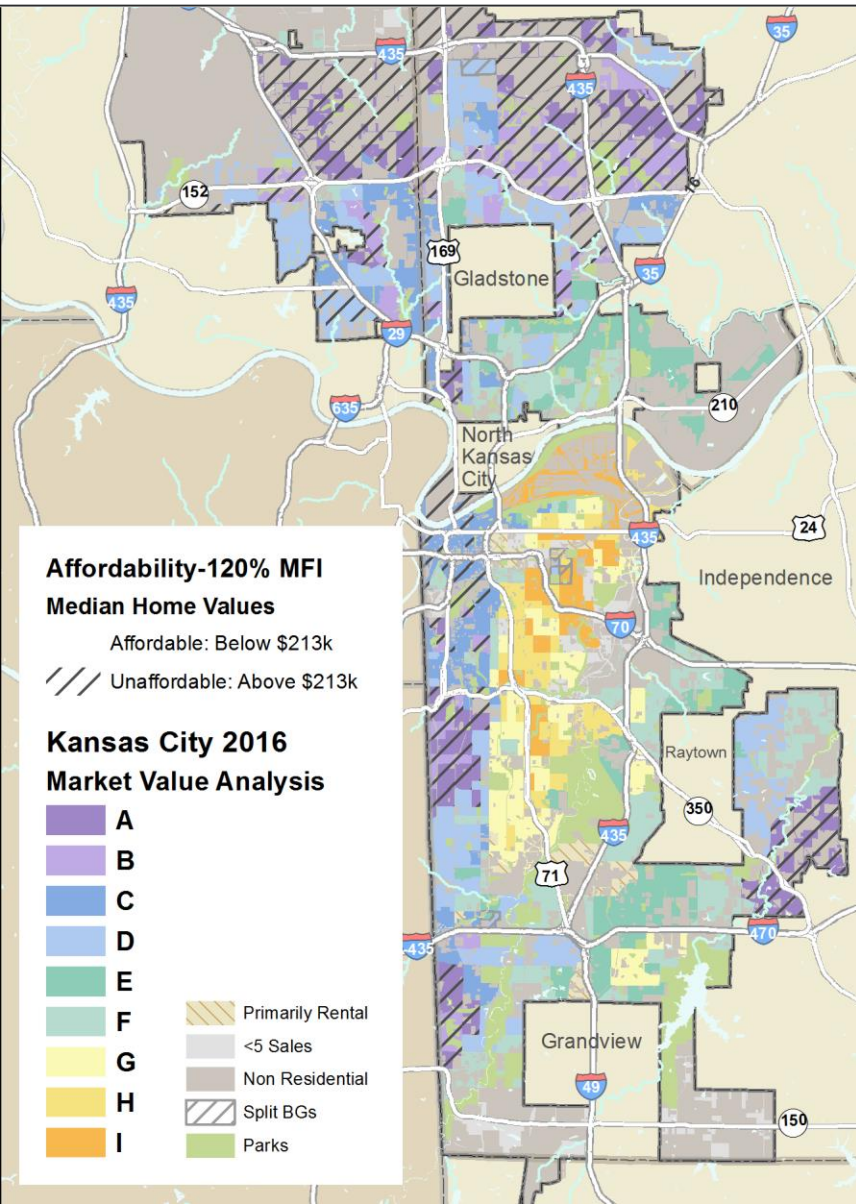 435
35
435
152
169
Gladstone
16
35
435
29
635
210
North
Kansas
City
24
435
Independence
70
Raytown
350
435
71
435
470
Grandview
49
150
Affordability-120% MFI
Median Home Values
Affordable: Below $213k
Unaffordable: Above $213k
Kansas City 2016
Market Value Analysis
A
B
C
D
E
F
G
H
I
Primarily Rental
<5 Sales
Non Residential
Split BGs
Parks